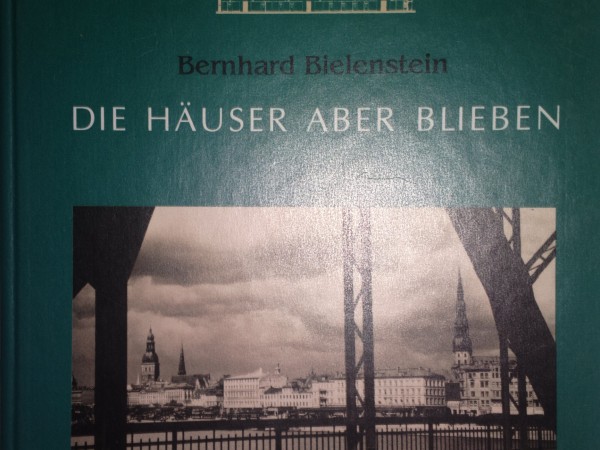 Bernhard Bielenstein
DIE HÄUSER ABER BLIEBEN